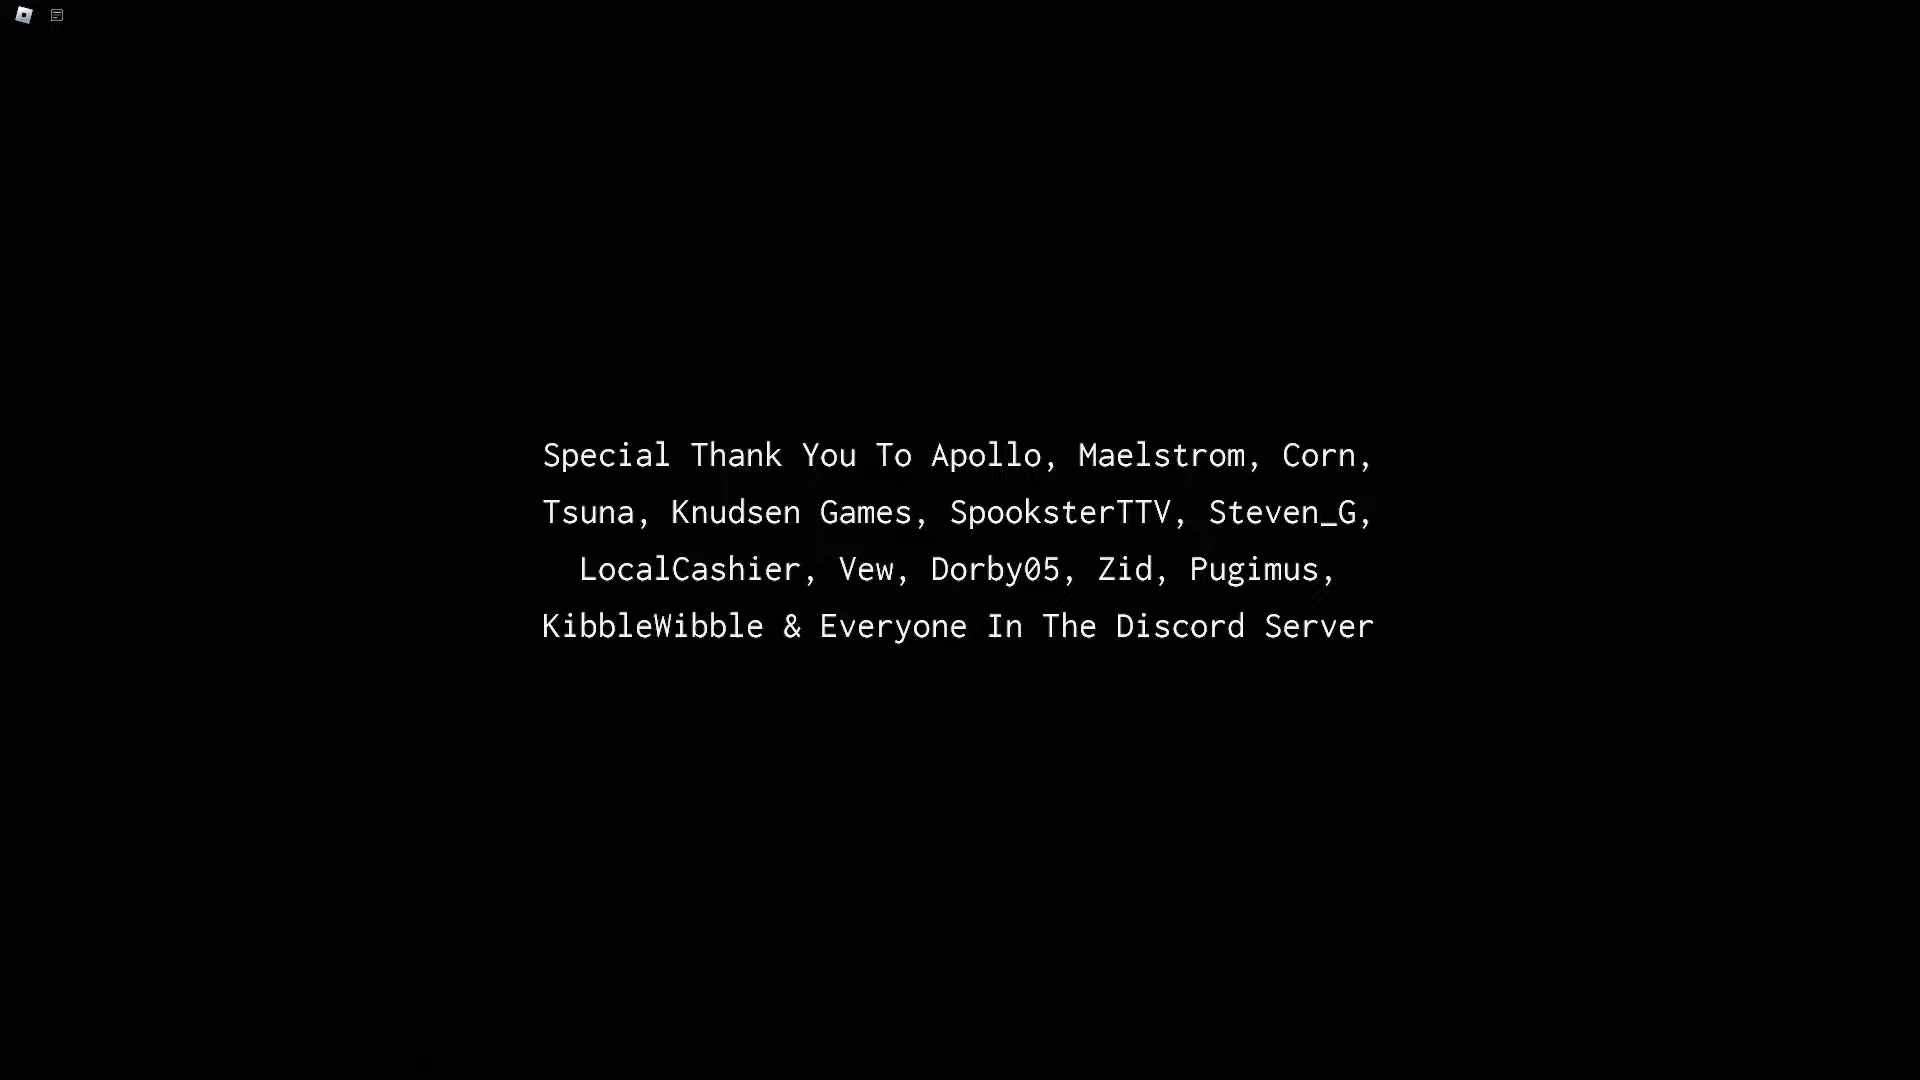 Special Thank You To Apollo, Maelstrom, Corn,
Tsuna, Knudsen Games, SpooksterTTV, Steven_G,
LocalCashier, Vew, Dorby05, Zid, Pugimus,
KibbleWibble & Everyone In The Discord Server